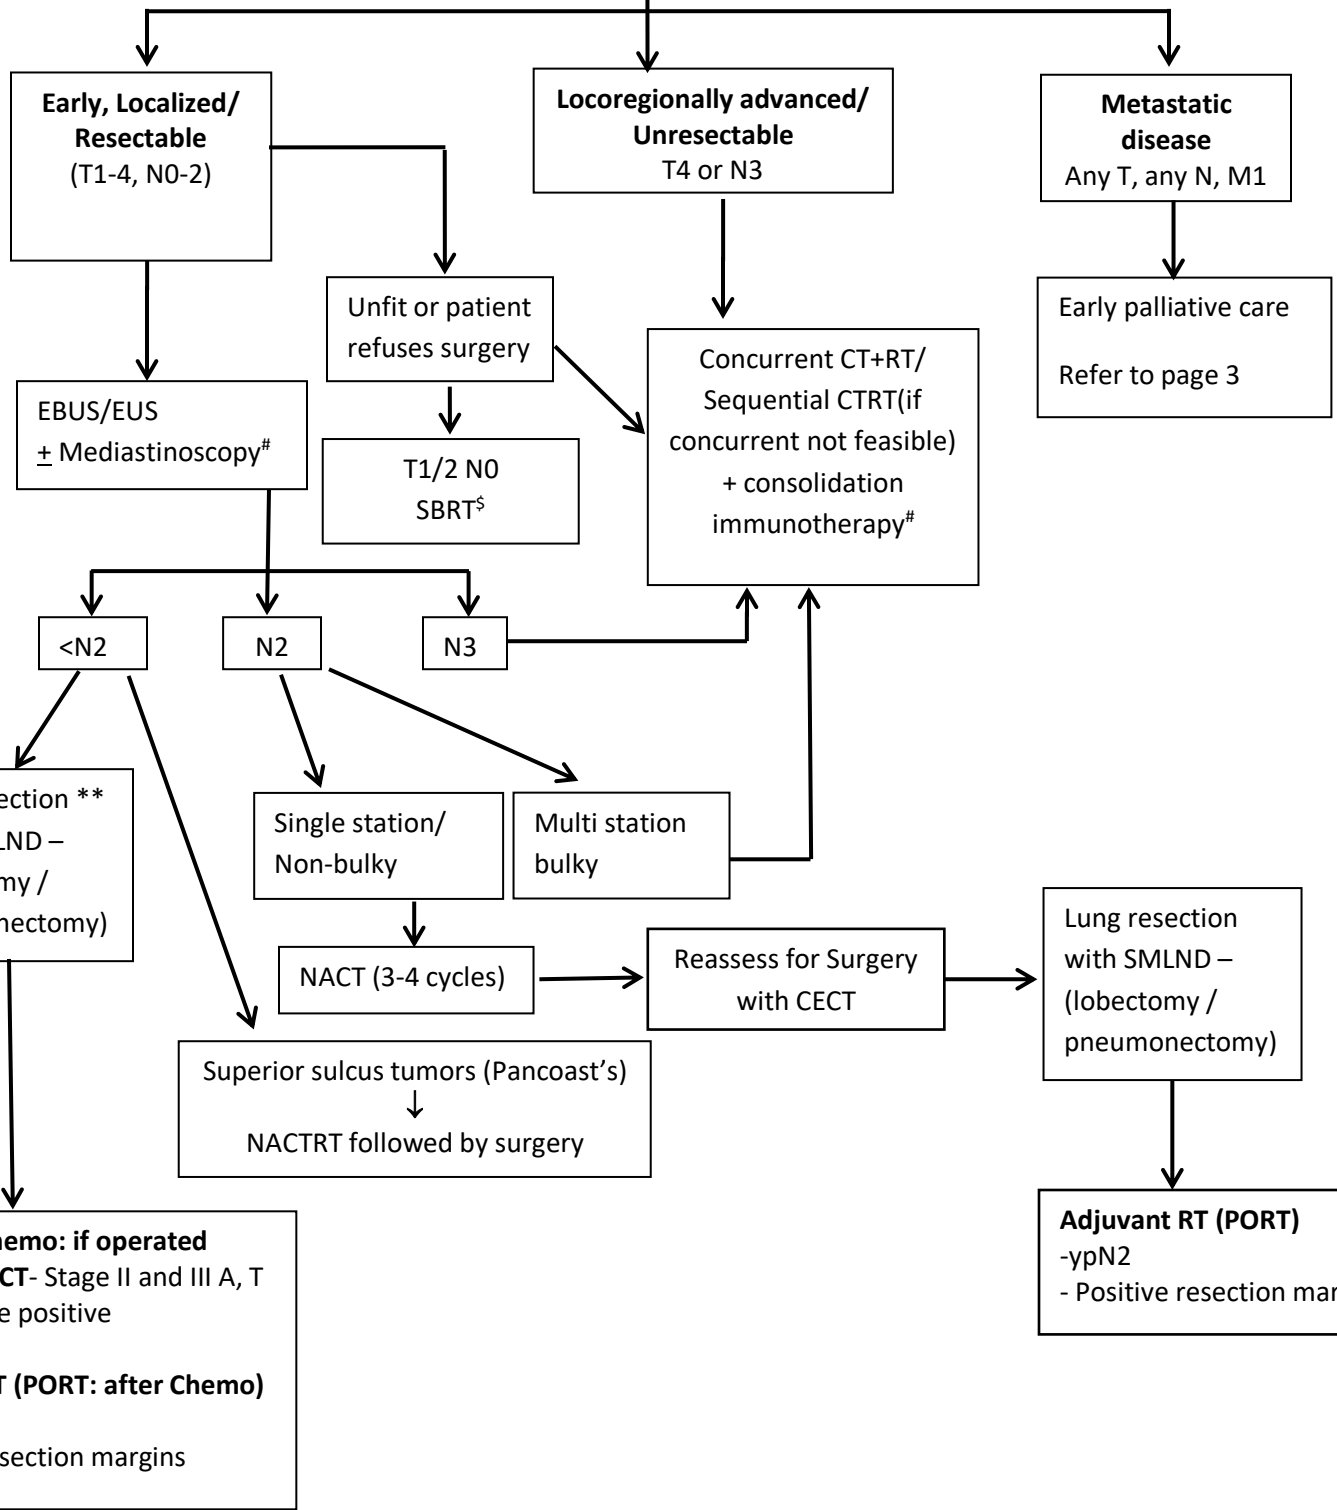 Early, Localized/
Resectable
(T1-4, N0-2)
Locoregionally advanced/
Unresectable
T4 or N3
Metastatic
disease
Any T, any N, M1
Unfit or patient
refuses surgery
Early palliative care
Refer to page 3
Concurrent CT+RT/
Sequential CTRT(if
concurrent not feasible)
+ consolidation
immunotherapy#
EBUS/EUS
± Mediastinoscopy#
T1/2 N0
SBRT$
<N2
N2
N3
ection **
LND –
my /
nectomy)
Single station/
Non-bulky
Multi station
bulky
NACT (3-4 cycles)
Reassess for Surgery
with CECT
Lung resection
with SMLND –
(lobectomy /
pneumonectomy)
Superior sulcus tumors (Pancoast's)
↓
NACTRT followed by surgery
Adjuvant RT (PORT)
-ypN2
- Positive resection mar
hemo: if operated
CT- Stage II and III A, T
e positive
T (PORT: after Chemo)
section margins